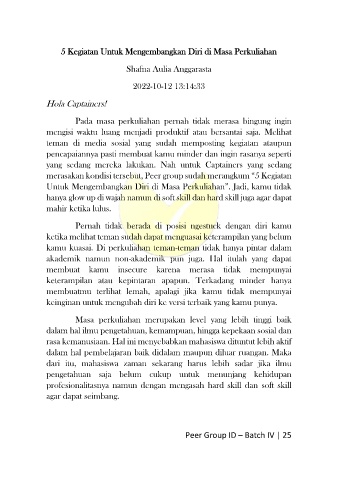 5 Kegiatan Untuk Mengembangkan Diri di Masa Perkuliahan
Shafna Aulia Anggarasta
2022-10-12 13:14:33
Hola Captainers!
Pada masa perkuliahan pernah tidak merasa bingung ingin
mengisi waktu luang menjadi produktif atau bersantai saja. Melihat
teman di media sosial yang sudah memposting kegiatan ataupun
pencapaiannya pasti membuat kamu minder dan ingin rasanya seperti
yang sedang mereka lakukan. Nah untuk Captainers yang sedang
merasakan kondisi tersebut, Peer group sudah merangkum “5 Kegiatan
Untuk Mengembangkan Diri di Masa Perkuliahan”. Jadi, kamu tidak
hanya glow up di wajah namun di soft skill dan hard skill juga agar dapat
mahir ketika lulus.
Pernah tidak berada di posisi ngestuck dengan diri kamu
ketika melihat teman sudah dapat menguasai keterampilan yang belum
kamu kuasai. Di perkuliahan teman-teman tidak hanya pintar dalam
akademik namun non-akademik pun juga. Hal itulah yang dapat
membuat kamu insecure karena merasa tidak mempunyai
keterampilan atau kepintaran apapun. Terkadang minder hanya
membuatmu terlihat lemah, apalagi jika kamu tidak mempunyai
keinginan untuk mengubah diri ke versi terbaik yang kamu punya.
Masa perkuliahan merupakan level yang lebih tinggi baik
dalam hal ilmu pengetahuan, kemampuan, hingga kepekaan sosial dan
rasa kemanusiaan. Hal ini menyebabkan mahasiswa dituntut lebih aktif
dalam hal pembelajaran baik didalam maupun diluar ruangan. Maka
dari itu, mahasiswa zaman sekarang harus lebih sadar jika ilmu
pengetahuan saja belum cukup untuk menunjang kehidupan
profesionalitasnya namun dengan mengasah hard skill dan soft skill
agar dapat seimbang.
Peer Group ID – Batch IV | 25